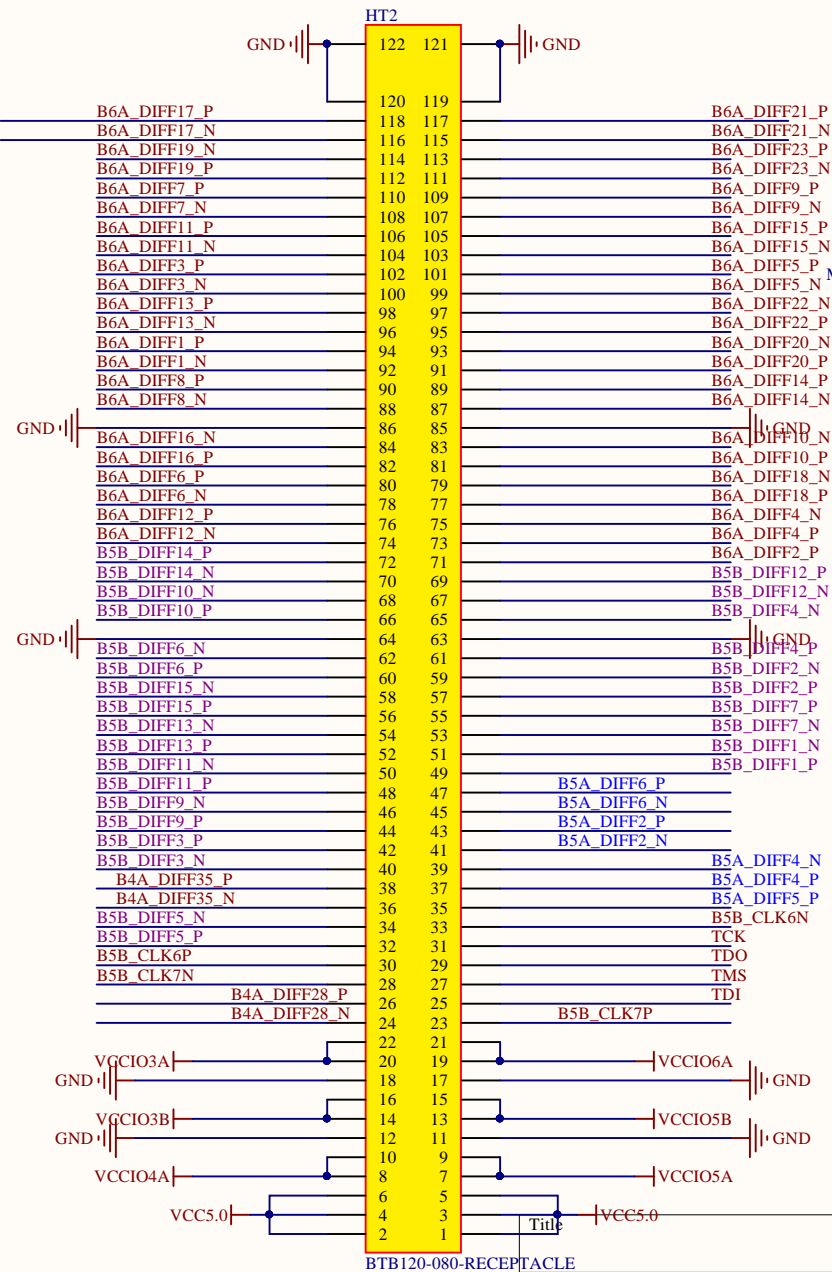 HT2
GND 122 121 GND
120 119
B6A_DIFF17_P 118 117 B6A_DIFF21_P
B6A_DIFF17_N 116 115 B6A_DIFF21_N
B6A_DIFF19_N 114 113 B6A_DIFF23_P
B6A_DIFF19_P 112 111 B6A_DIFF23_N
B6A_DIFF7_P 110 109 B6A_DIFF9_P
B6A_DIFF7_N 108 107 B6A_DIFF9_N
B6A_DIFF11_P 106 105 B6A_DIFF15_P
B6A_DIFF11_N 104 103 B6A_DIFF15_N
B6A_DIFF3_P 102 101 B6A_DIFF5_P
B6A_DIFF3_N 100 99 B6A_DIFF5_N
B6A_DIFF13_P 98 97 B6A_DIFF22_N
B6A_DIFF13_N 96 95 B6A_DIFF22_P
B6A_DIFF1_P 94 93 B6A_DIFF20_N
B6A_DIFF1_N 92 91 B6A_DIFF20_P
B6A_DIFF8_P 90 89 B6A_DIFF14_P
B6A_DIFF8_N 88 87 B6A_DIFF14_N
GND 86 85 GND
B6A_DIFF16_N 84 83 B6A_DIFF10_N
B6A_DIFF16_P 82 81 B6A_DIFF10_P
B6A_DIFF6_P 80 79 B6A_DIFF18_N
B6A_DIFF6_N 78 77 B6A_DIFF18_P
B6A_DIFF12_P 76 75 B6A_DIFF4_N
B6A_DIFF12_N 74 73 B6A_DIFF4_P
B5B_DIFF14_P 72 71 B6A_DIFF2_P
B5B_DIFF14_N 70 69 B5B_DIFF12_P
B5B_DIFF10_N 68 67 B5B_DIFF12_N
B5B_DIFF10_P 66 65 B5B_DIFF4_N
GND 64 63 GND
B5B_DIFF6_N 62 61 B5B_DIFF4_P
B5B_DIFF6_P 60 59 B5B_DIFF2_N
B5B_DIFF15_N 58 57 B5B_DIFF2_P
B5B_DIFF15_P 56 55 B5B_DIFF7_P
B5B_DIFF13_N 54 53 B5B_DIFF7_N
B5B_DIFF13_P 52 51 B5B_DIFF1_N
B5B_DIFF11_N 50 49 B5B_DIFF1_P
B5B_DIFF11_P 48 47 B5A_DIFF6_P
B5B_DIFF9_N 46 45 B5A_DIFF6_N
B5B_DIFF9_P 44 43 B5A_DIFF2_P
B5B_DIFF3_P 42 41 B5A_DIFF2_N
B5B_DIFF3_N 40 39 B5A_DIFF4_N
B4A_DIFF35_P 38 37 B5A_DIFF4_P
B4A_DIFF35_N 36 35 B5A_DIFF5_P
B5B_DIFF5_N 34 33 B5B_CLK6N
B5B_DIFF5_P 32 31 TCK
B5B_CLK6P 30 29 TDO
B5B_CLK7N 28 27 TMS
B4A_DIFF28_P 26 25 TDI
B4A_DIFF28_N 24 23 B5B_CLK7P
22 21
VCCIO3A 20 19 VCCIO6A
GND 18 17 GND
16 15
VCCIO3B 14 13 VCCIO5B
GND 12 11 GND
10 9
VCCIO4A 8 7 VCCIO5A
6 5
VCC5.0 4 3 VCC5.0
Title
2 1
BTB120-080-RECEPTACLE